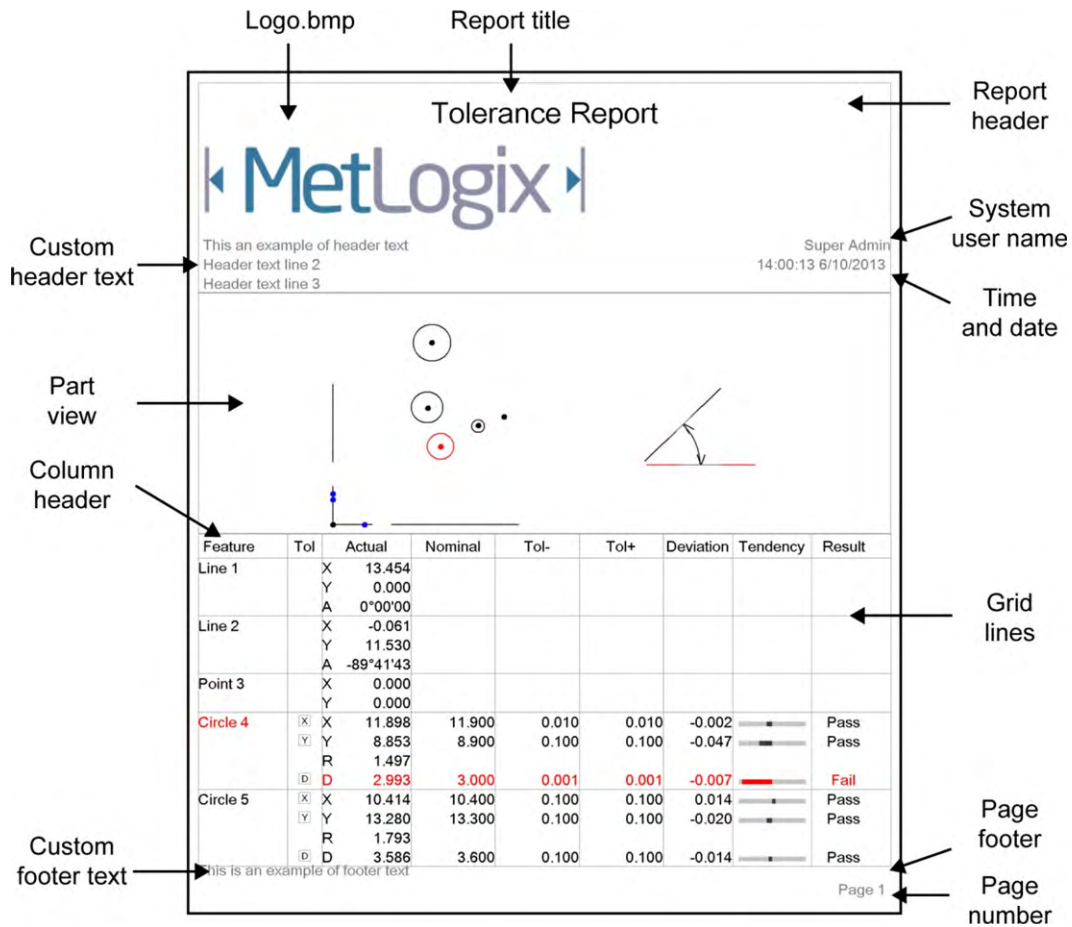 Logo.bmp
Report title
Tolerance Report
Report
header
MetLogix
System
user name
Custom
header text
This an example of header text
Header text line 2
Header text line 3
Super Admin
14:00:13 6/10/2013
Time
and date
Part
view
Column
header
Feature Tol Actual Nominal Tol- Tol+ Deviation Tendency Result
Line 1 X 13.454
Y 0.000
A 0°00'00
Line 2 X -0.061
Y 11.530
A -89°41'43
Point 3 X 0.000
Y 0.000
Circle 4 X X 11.898 11.900 0.010 0.010 -0.002 Pass
Y Y 8.853 8.900 0.100 0.100 -0.047 Pass
R 1.497
D D 2.993 3.000 0.001 0.001 -0.007 Fail
Circle 5 X X 10.414 10.400 0.100 0.100 0.014 Pass
Y Y 13.280 13.300 0.100 0.100 -0.020 Pass
R 1.793
D D 3.586 3.600 0.100 0.100 -0.014 Pass
Grid
lines
Custom
footer text
This is an example of footer text
Page
footer
Page 1
Page
number